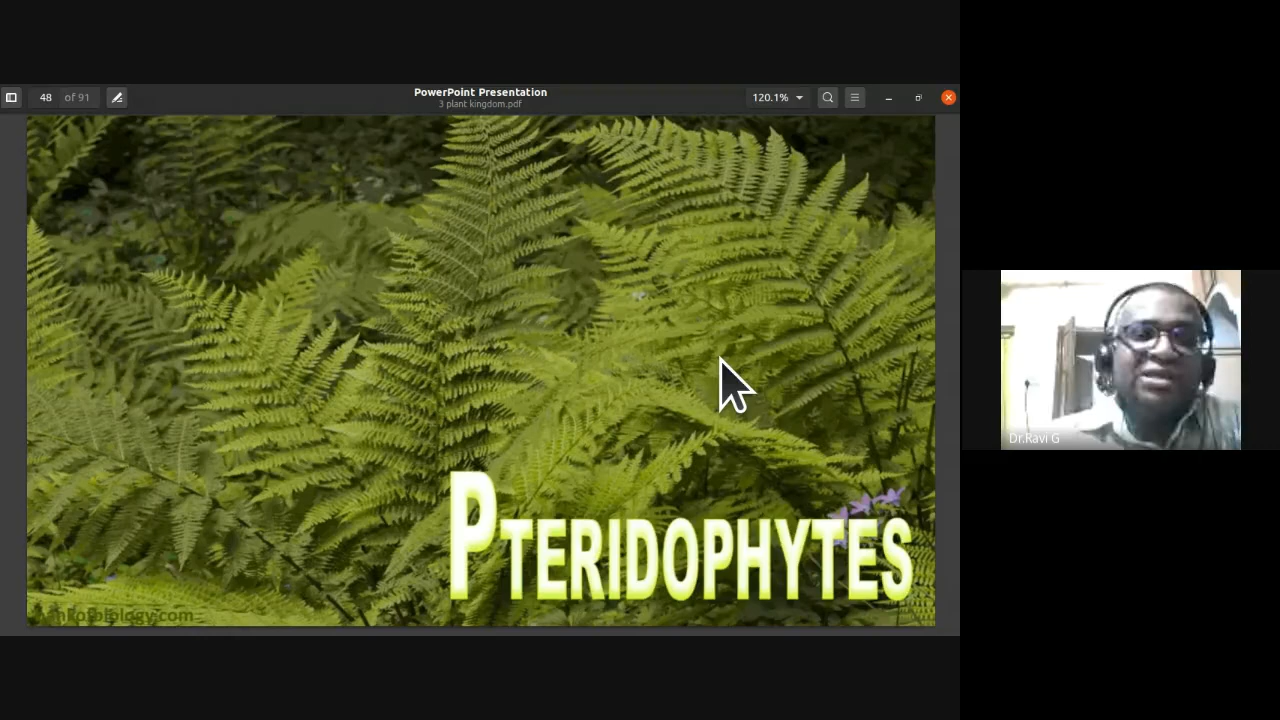 48 of 91
PowerPoint Presentation
3 plant kingdom.pdf
120.1%
PTERIDOPHYTES
Dr.Ravi G